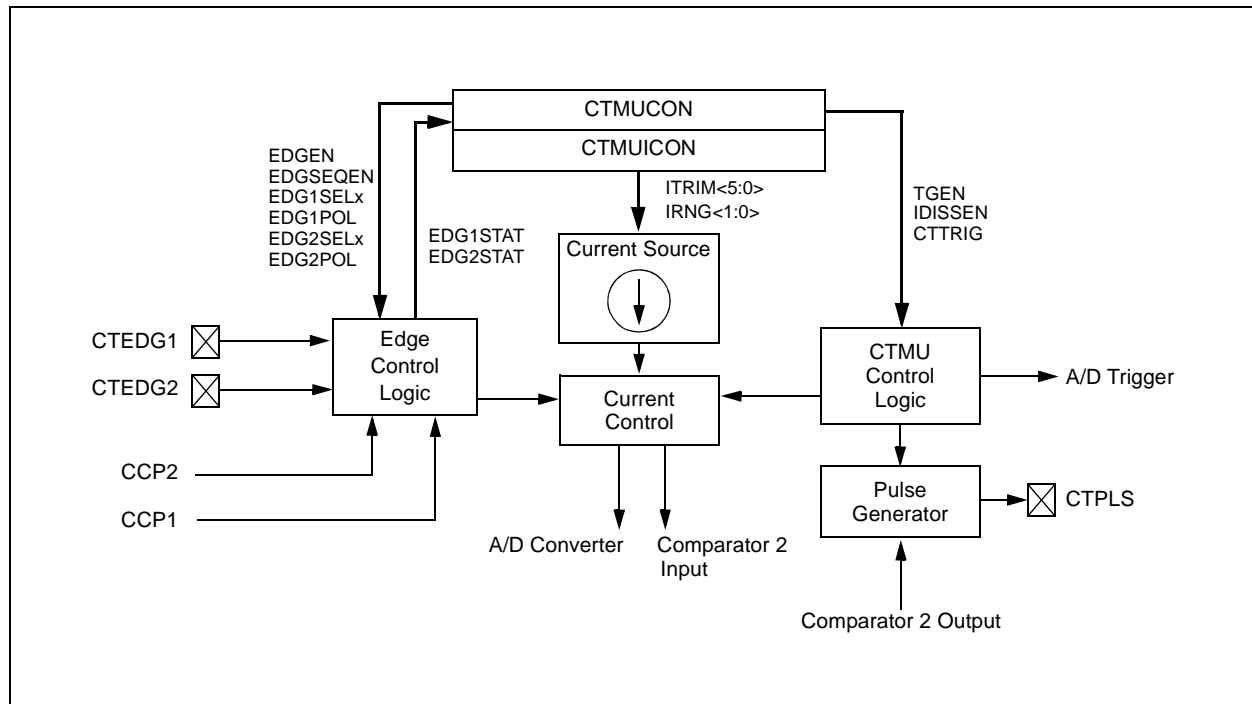 CTMUCON
CTMUICON
EDGEN
EDGSEQEN
EDG1SELx
EDG1POL
EDG2SELx
EDG2POL
EDG1STAT
EDG2STAT
ITRIM<5:0>
IRNG<1:0>
TGEN
IDISSEN
CTTRIG
Current Source
CTEDG1
CTEDG2
Edge
Control
Logic
Current
Control
CTMU
Control
Logic
A/D Trigger
CCP2
CCP1
Pulse
Generator
CTPLS
A/D Converter
Comparator 2
Input
Comparator 2 Output